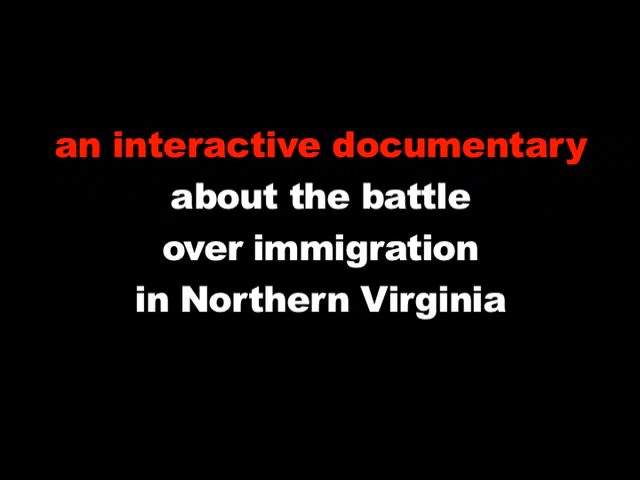 an interactive documentary
about the battle
over immigration
in Northern Virginia